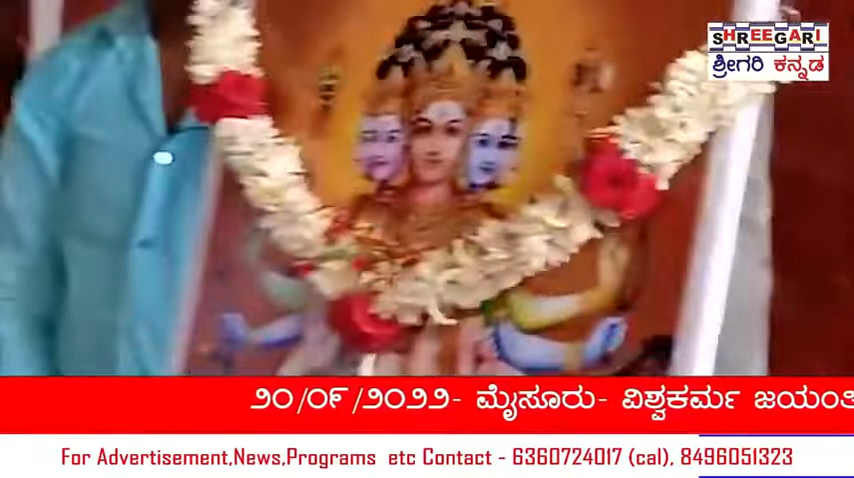 SHREEGARI
ಶ್ರೀಗರಿ ಕನ್ನಡ
೨೦/೦೯/೨೦೨೨- ಮೈಸೂರು- ವಿಶ್ವಕರ್ಮ ಜಯಂತಿ
For Advertisement,News,Programs etc Contact - 6360724017 (cal), 8496051323